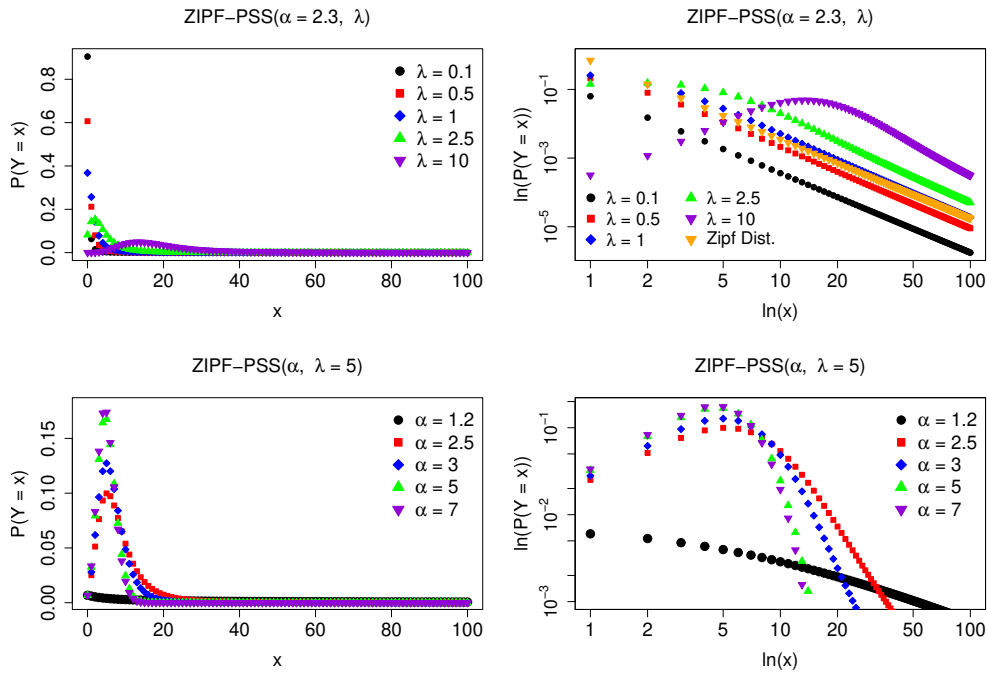 ZIPF−PSS(α = 2.3, λ)
P(Y = x)
0.8
0.6
0.4
0.2
0.0
λ = 0.1
λ = 0.5
λ = 1
λ = 2.5
λ = 10
0 20 40 60 80 100
x
ZIPF−PSS(α = 2.3, λ)
ln(P(Y = x))
10−1
10−3
10−5
λ = 0.1
λ = 0.5
λ = 1
λ = 2.5
λ = 10
Zipf Dist.
1 2 5 10 20 50 100
ln(x)
ZIPF−PSS(α, λ = 5)
P(Y = x)
0.15
0.10
0.05
0.00
α = 1.2
α = 2.5
α = 3
α = 5
α = 7
0 20 40 60 80 100
x
ZIPF−PSS(α, λ = 5)
ln(P(Y = x))
10−1
10−2
10−3
α = 1.2
α = 2.5
α = 3
α = 5
α = 7
1 2 5 10 20 50 100
ln(x)